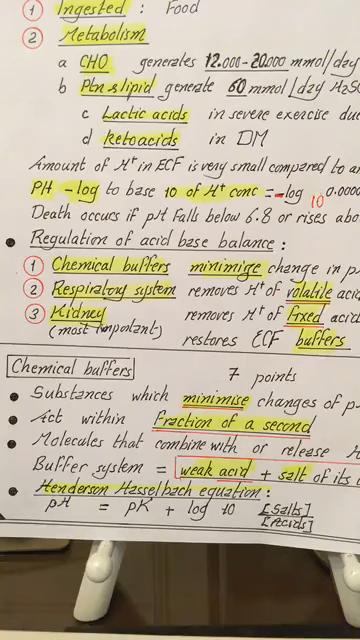 ① Ingested: Food
② Metabolism
a CHO generates 12.000-20.000 mmol/day
b Ptn & lipid generate 60 mmol/day H2S
c Lactic acids in severe exercise due
d ketoacids in DM
Amount of H+ in ECF is very small compared to
PH -log to base 10 of H+ conc = -log 10 0.0000
Death occurs if pH falls below 6.8 or rises
• Regulation of acid base balance:
① Chemical buffers minimise change in
② Respiratory system removes H+ of volatile
③ Kidney removes H+ of fixed
(most important) restores ECF buffers
Chemical buffers 7 points
• Substances which minimise changes of
• Act within fraction of a second
• Molecules that combine with or release
Buffer system = weak acid + salt of its
• Henderson Hasselbach equation:
pH = pK + log 10 [Salts]
[Acids]